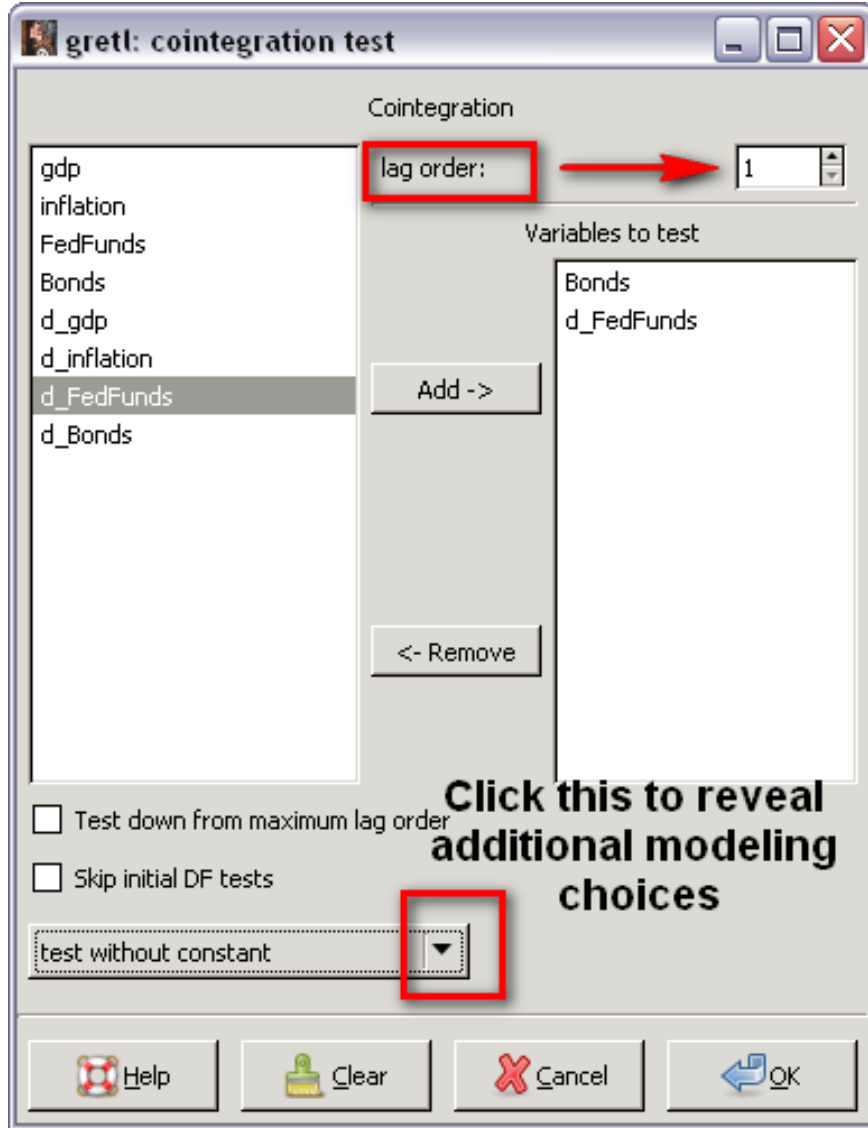 gretl: cointegration test
Cointegration
gdp
inflation
FedFunds
Bonds
d_gdp
d_inflation
d_FedFunds
d_Bonds
lag order:
1
Variables to test
Bonds
d_FedFunds
Add ->
<- Remove
Click this to reveal
additional modeling
choices
Test down from maximum lag order
Skip initial DF tests
test without constant
Help
Clear
Cancel
OK